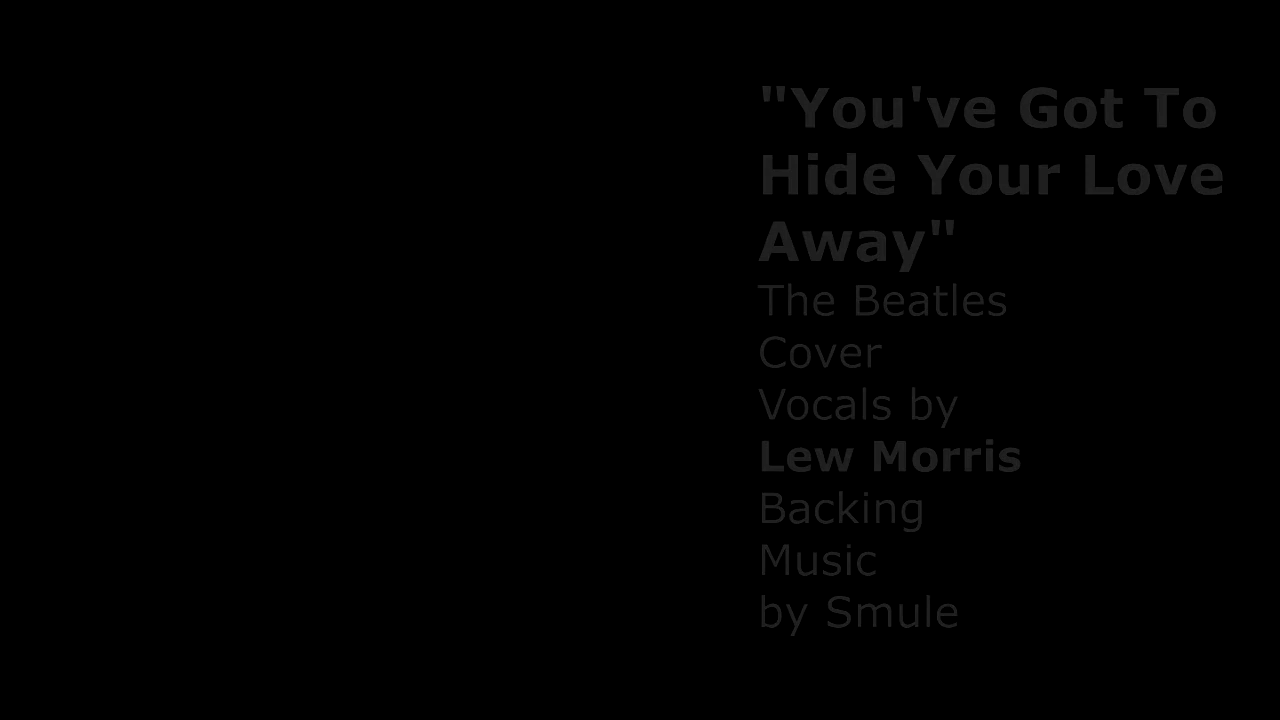 "You've Got To
Hide Your Love
Away"
The Beatles
Cover
Vocals by
Lew Morris
Backing
Music
by Smule